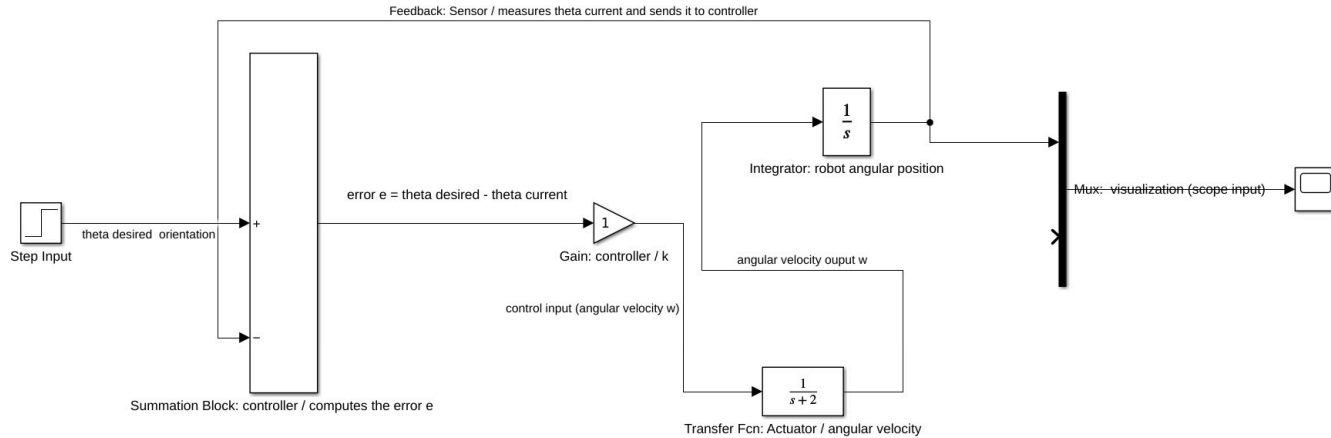 Feedback: Sensor / measures theta current and sends it to controller
1
s
Integrator: robot angular position
error e = theta desired - theta current
Mux:  visualization (scope input)
+
1
theta desired  orientation
Step Input
Gain: controller / k
angular velocity ouput w
control input (angular velocity w)
−
1
s + 2
Summation Block: controller / computes the error e
Transfer Fcn: Actuator / angular velocity